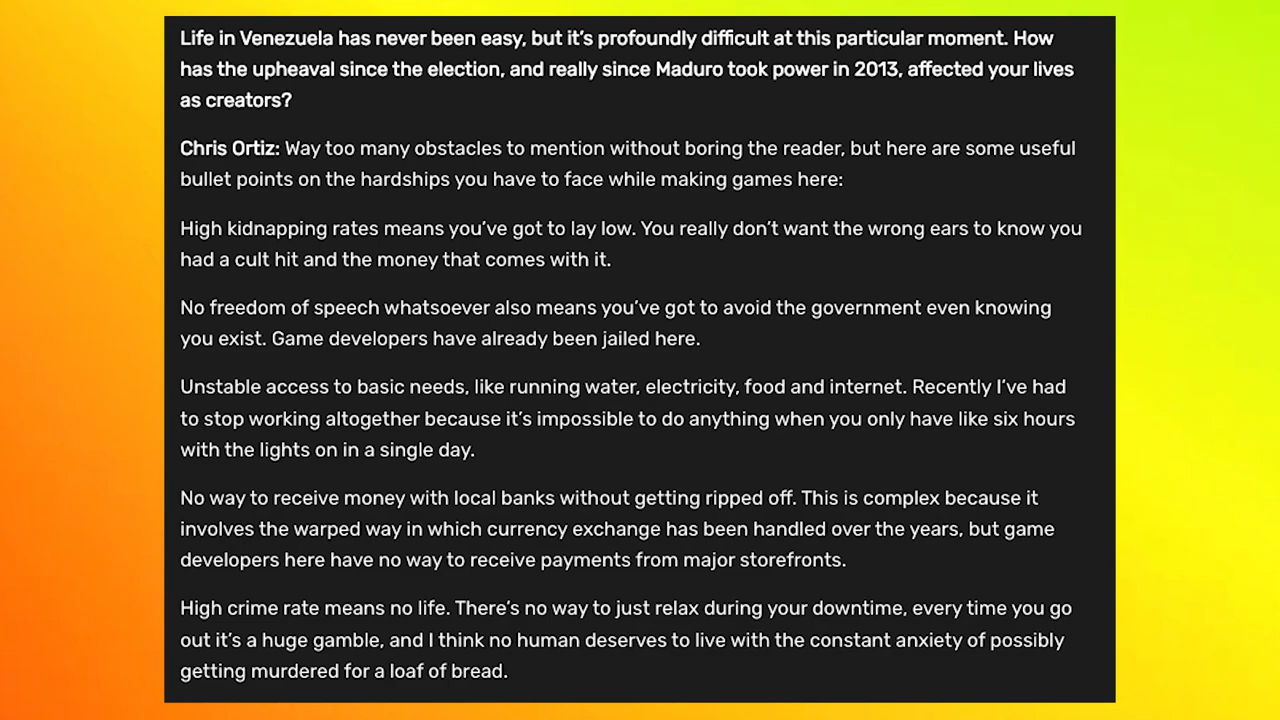 Life in Venezuela has never been easy, but it’s profoundly difficult at this particular moment. How
has the upheaval since the election, and really since Maduro took power in 2013, affected your lives
as creators?
Chris Ortiz: Way too many obstacles to mention without boring the reader, but here are some useful
bullet points on the hardships you have to face while making games here:
High kidnapping rates means you’ve got to lay low. You really don’t want the wrong ears to know you
had a cult hit and the money that comes with it.
No freedom of speech whatsoever also means you’ve got to avoid the government even knowing
you exist. Game developers have already been jailed here.
Unstable access to basic needs, like running water, electricity, food and internet. Recently I’ve had
to stop working altogether because it’s impossible to do anything when you only have like six hours
with the lights on in a single day.
No way to receive money with local banks without getting ripped off. This is complex because it
involves the warped way in which currency exchange has been handled over the years, but game
developers here have no way to receive payments from major storefronts.
High crime rate means no life. There’s no way to just relax during your downtime, every time you go
out it’s a huge gamble, and I think no human deserves to live with the constant anxiety of possibly
getting murdered for a loaf of bread.